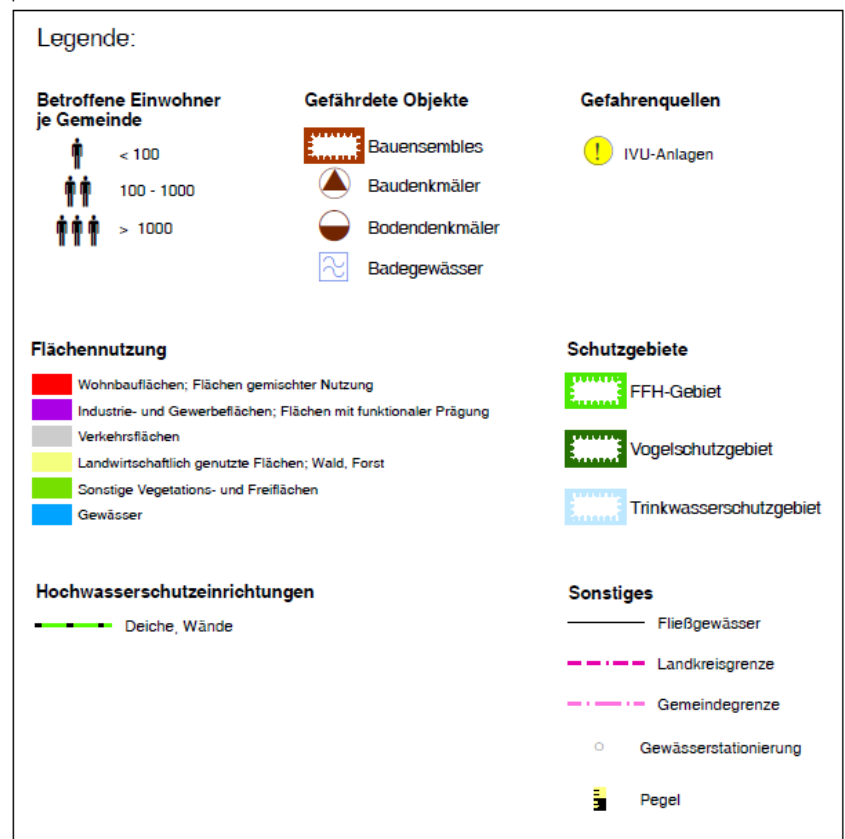 Legende:
Betroffene Einwohner
je Gemeinde
< 100
100 - 1000
> 1000
Gefährdete Objekte
Bauensembles
Baudenkmäler
Bodendenkmäler
Badegewässer
Gefahrenquellen
! IVU-Anlagen
Flächennutzung
Wohnbauflächen; Flächen gemischter Nutzung
Industrie- und Gewerbeflächen; Flächen mit funktionaler Prägung
Verkehrsflächen
Landwirtschaftlich genutzte Flächen; Wald, Forst
Sonstige Vegetations- und Freiflächen
Gewässer
Schutzgebiete
FFH-Gebiet
Vogelschutzgebiet
Trinkwasserschutzgebiet
Hochwasserschutzeinrichtungen
Deiche, Wände
Sonstiges
Fließgewässer
Landkreisgrenze
Gemeindegrenze
Gewässerstationierung
Pegel